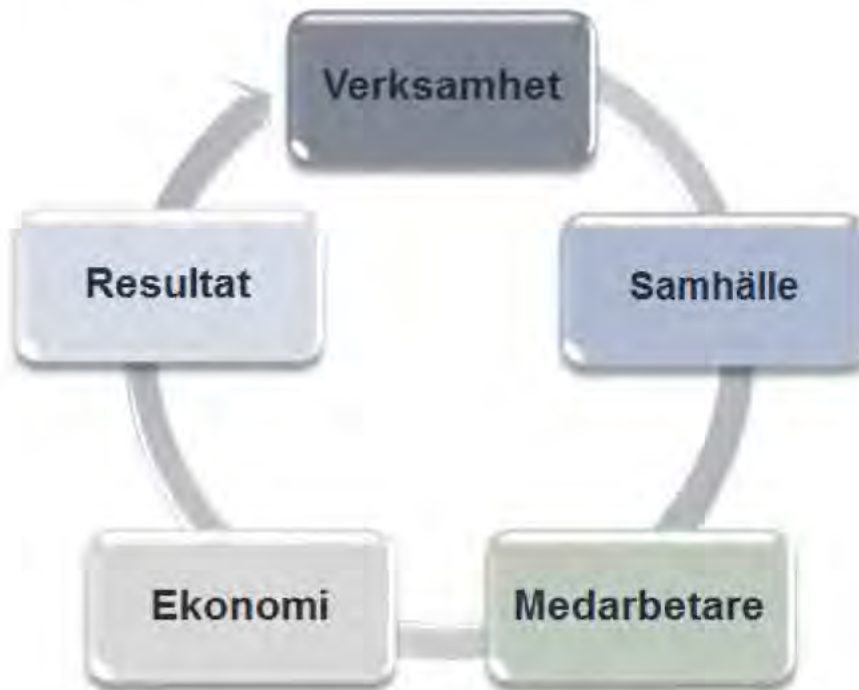 Verksamhet
Samhälle
Medarbetare
Ekonomi
Resultat